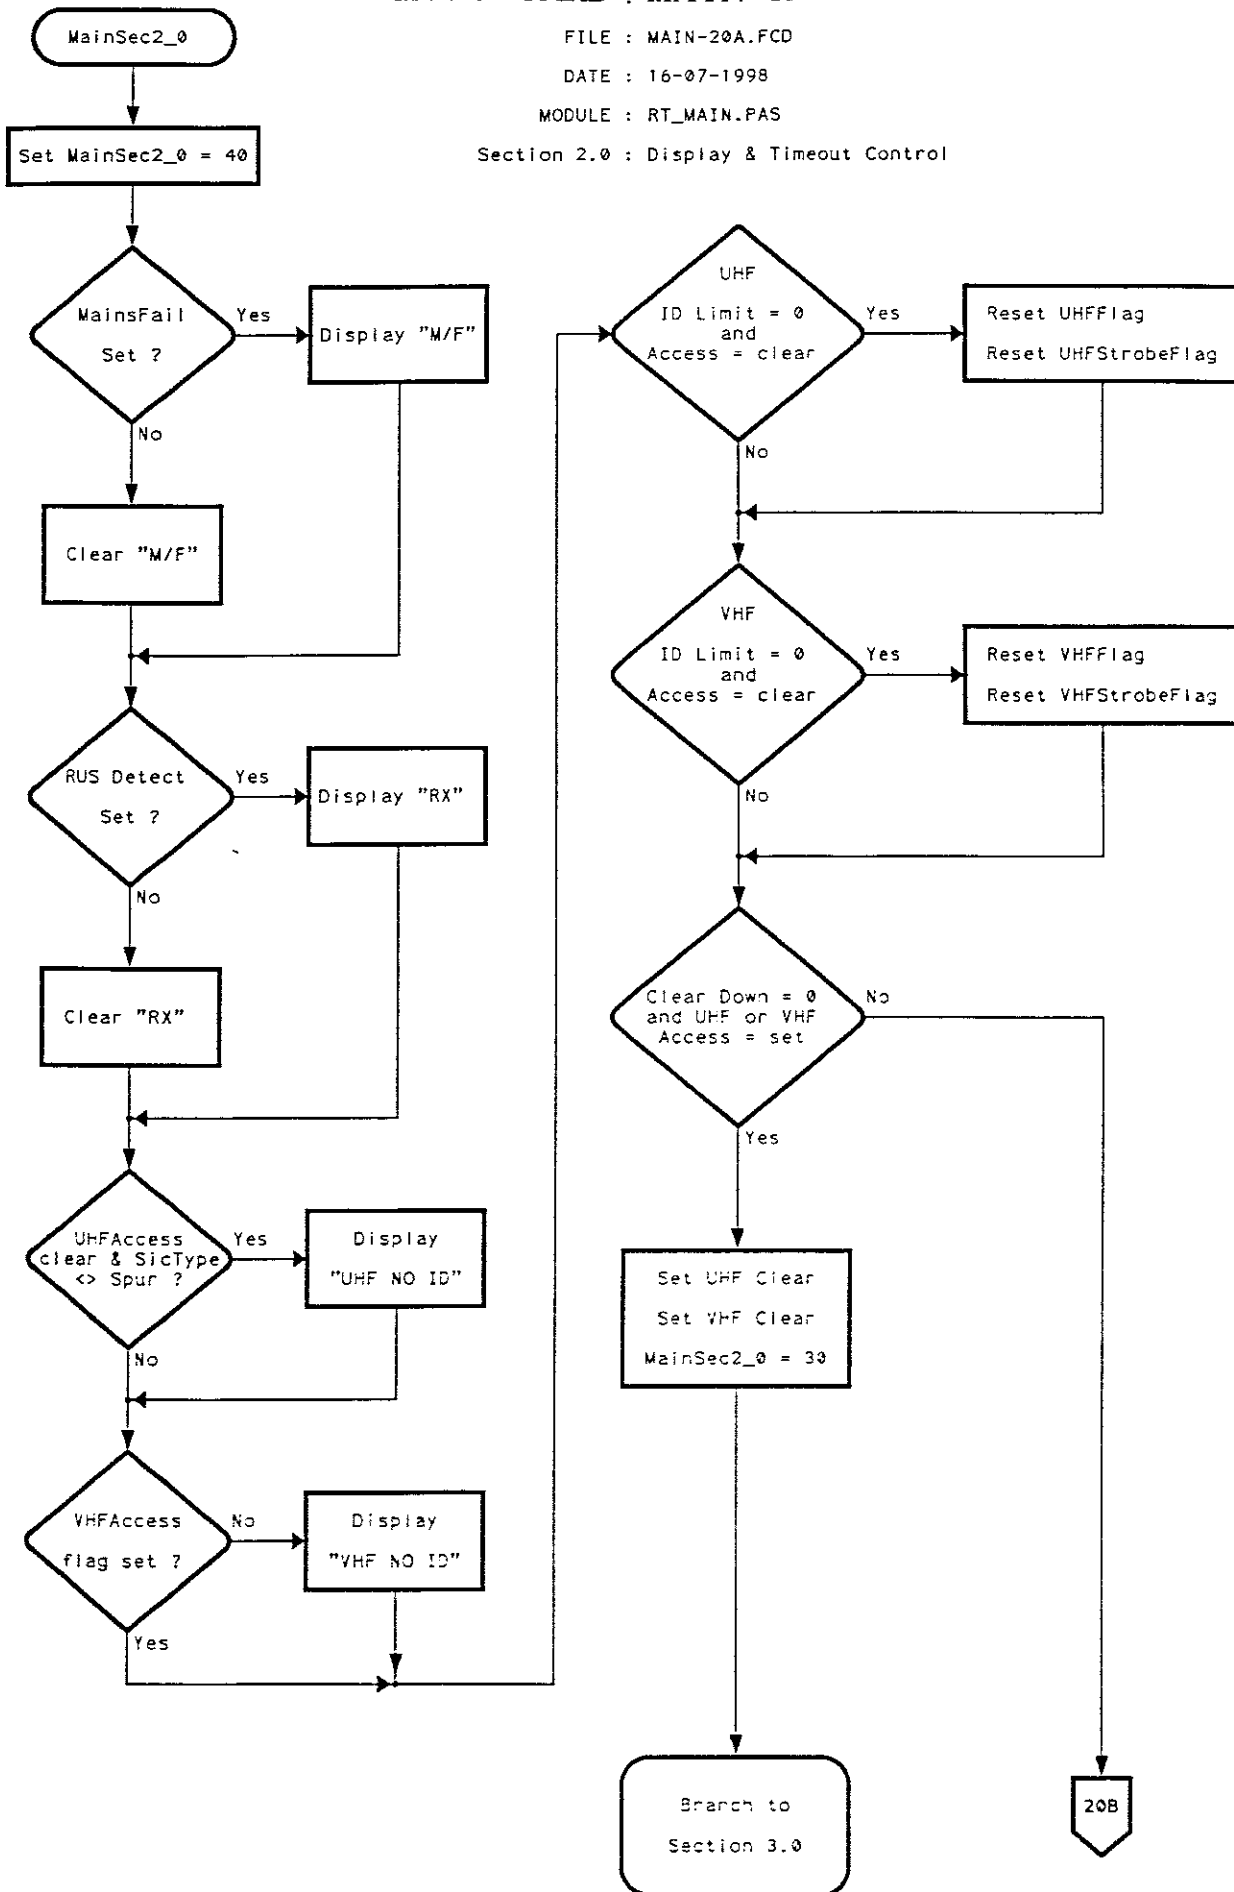 MainSec2_0
FILE : MAIN-20A.FCD
DATE : 16-07-1998
MODULE : RT_MAIN.PAS
Section 2.0 : Display & Timeout Control
Set MainSec2_0 = 40
MainsFail
Set ?
Yes
No
Display "M/F"
Clear "M/F"
RUS Detect
Set ?
Yes
No
Display "RX"
Clear "RX"
UHFAccess
clear & SicType
<> Spur ?
Yes
No
Display
"UHF NO ID"
VHFAccess
flag set ?
No
Yes
Display
"VHF NO ID"
UHF
ID Limit = 0
and
Access = clear
Yes
No
Reset UHFFlag
Reset UHFStrobeFlag
VHF
ID Limit = 0
and
Access = clear
Yes
No
Reset VHFFlag
Reset VHFStrobeFlag
Clear Down = 0
and UHF or VHF
Access = set
No
Yes
Set UHF Clear
Set VHF Clear
MainSec2_0 = 30
Branch to
Section 3.0
20B